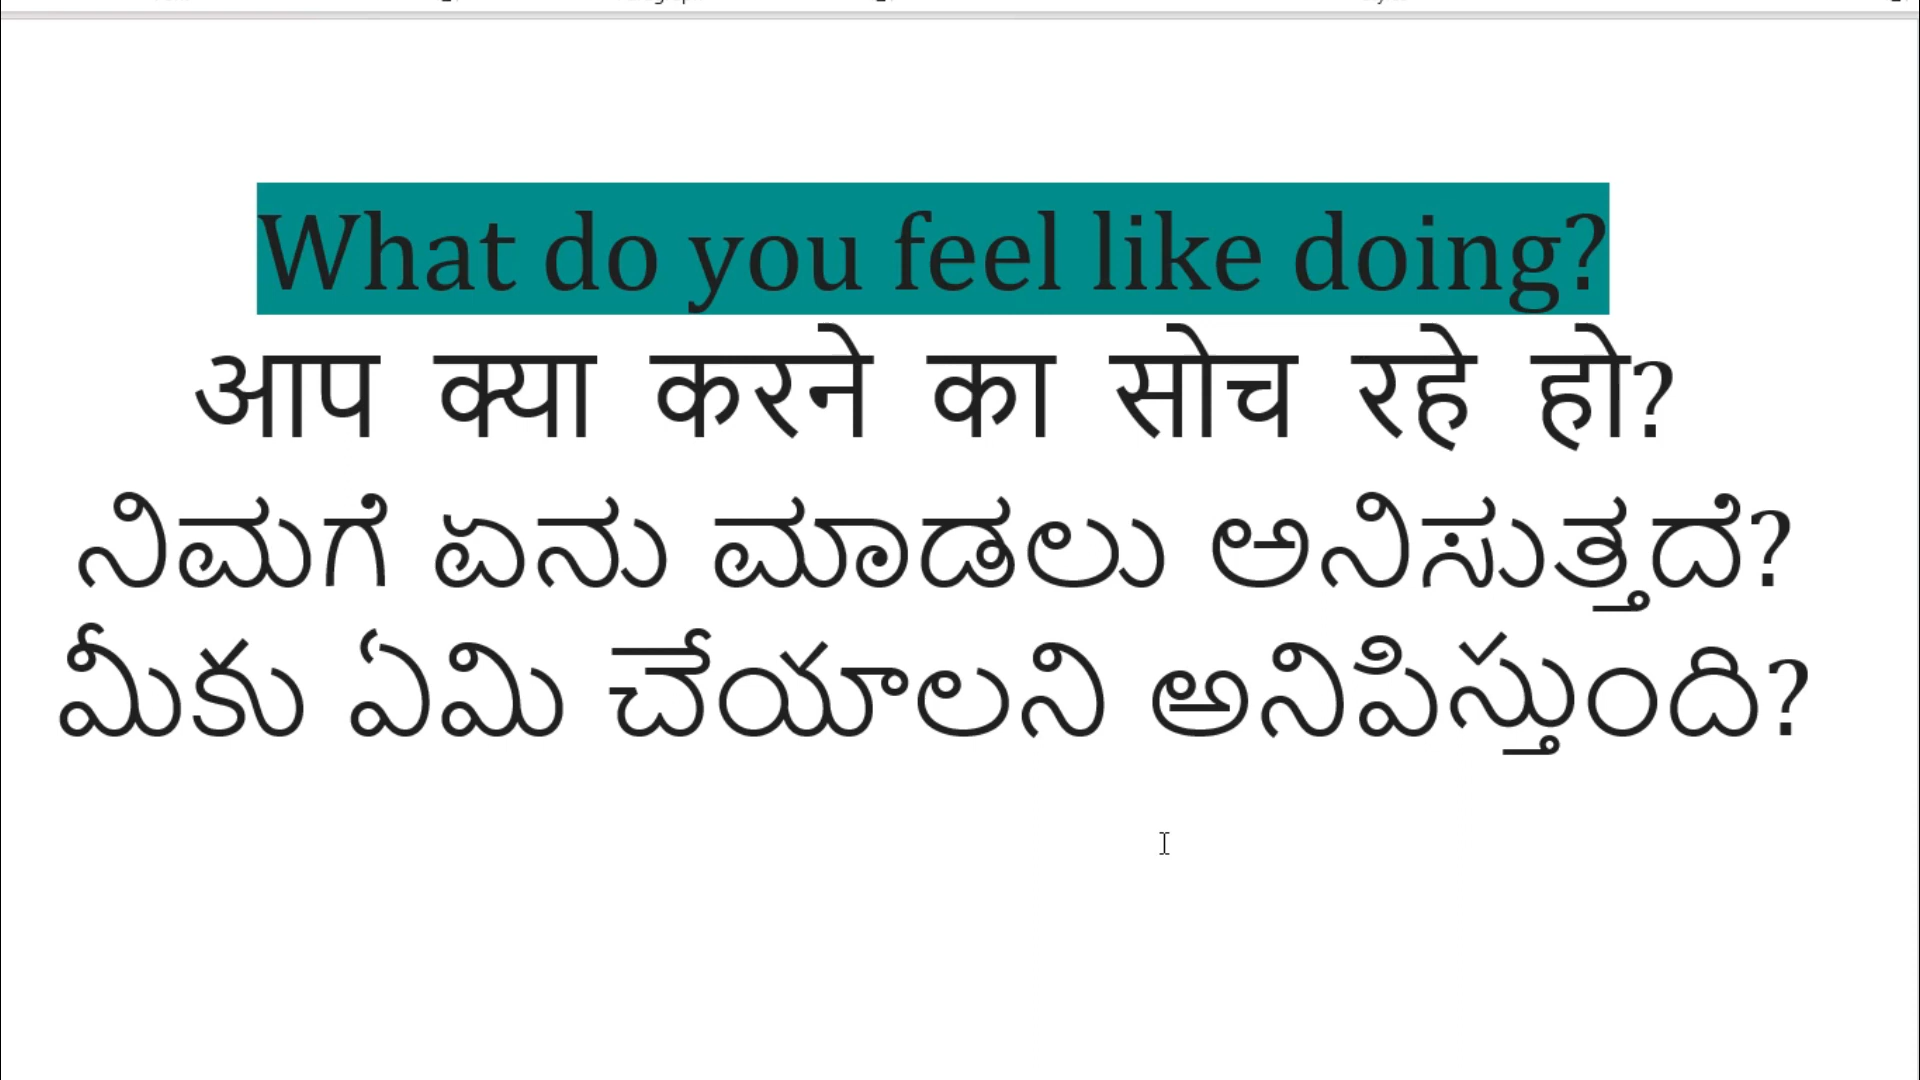 What do you feel like doing?
आप क्या करने का सोच रहे हो?
ನಿಮಗೆ ಏನು ಮಾಡಲು ಅನಿಸುತ್ತದೆ?
మీకు ఏమి చేయాలని అనిపిస్తుంది?